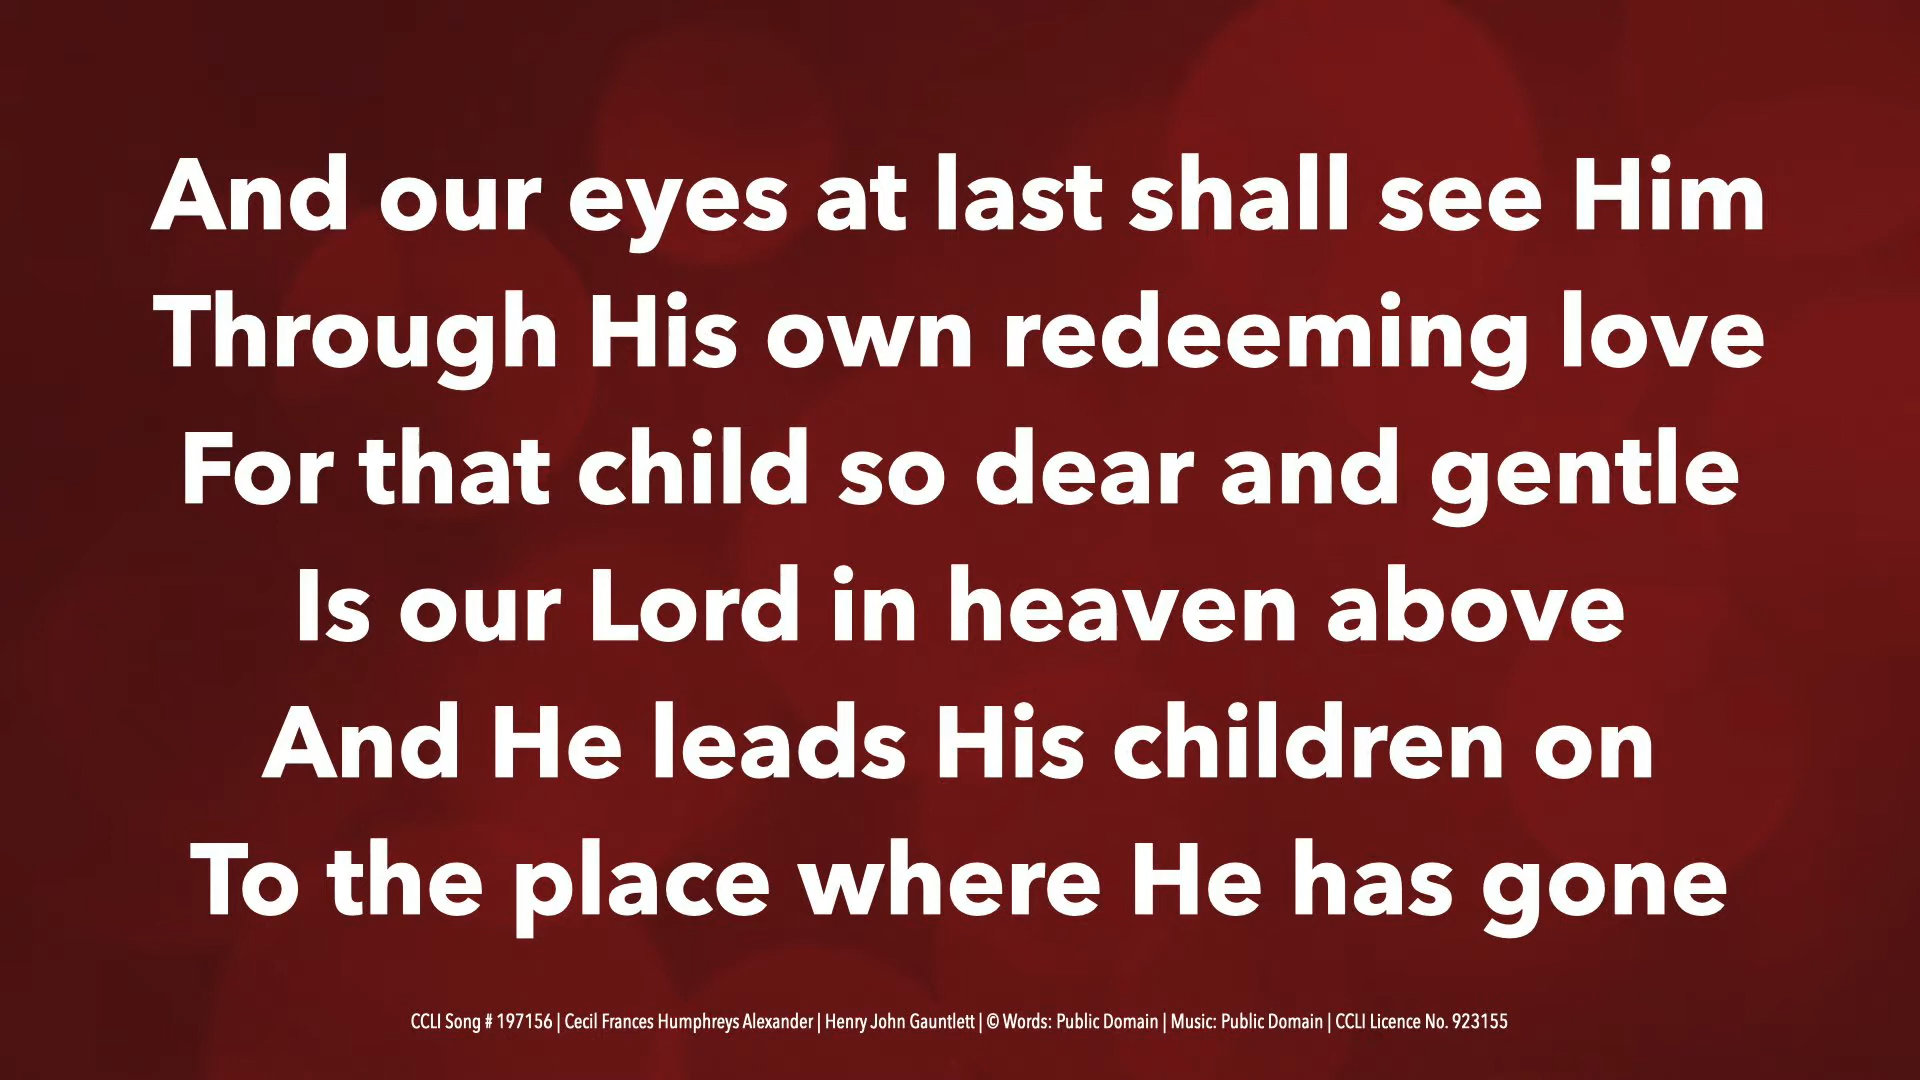 And our eyes at last shall see Him
Through His own redeeming love
For that child so dear and gentle
Is our Lord in heaven above
And He leads His children on
To the place where He has gone
CCLI Song # 197156 | Cecil Frances Humphreys Alexander | Henry John Gauntlett | © Words: Public Domain | Music: Public Domain | CCLI Licence No. 923155